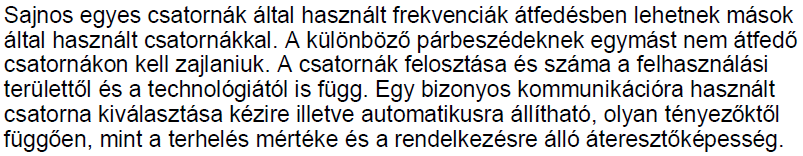 Sajnos egyes csatornák által használt frekvenciák átfedésben lehetnek mások
által használt csatornákkal. A különböző párbeszédeknek egymást nem átfedő
csatornákon kell zajlaniuk. A csatornák felosztása és száma a felhasználási
területtől és a technológiától is függ. Egy bizonyos kommunikációra használt
csatorna kiválasztása kézire illetve automatikusra állítható, olyan tényezőktől
függően, mint a terhelés mértéke és a rendelkezésre álló áteresztőképesség.